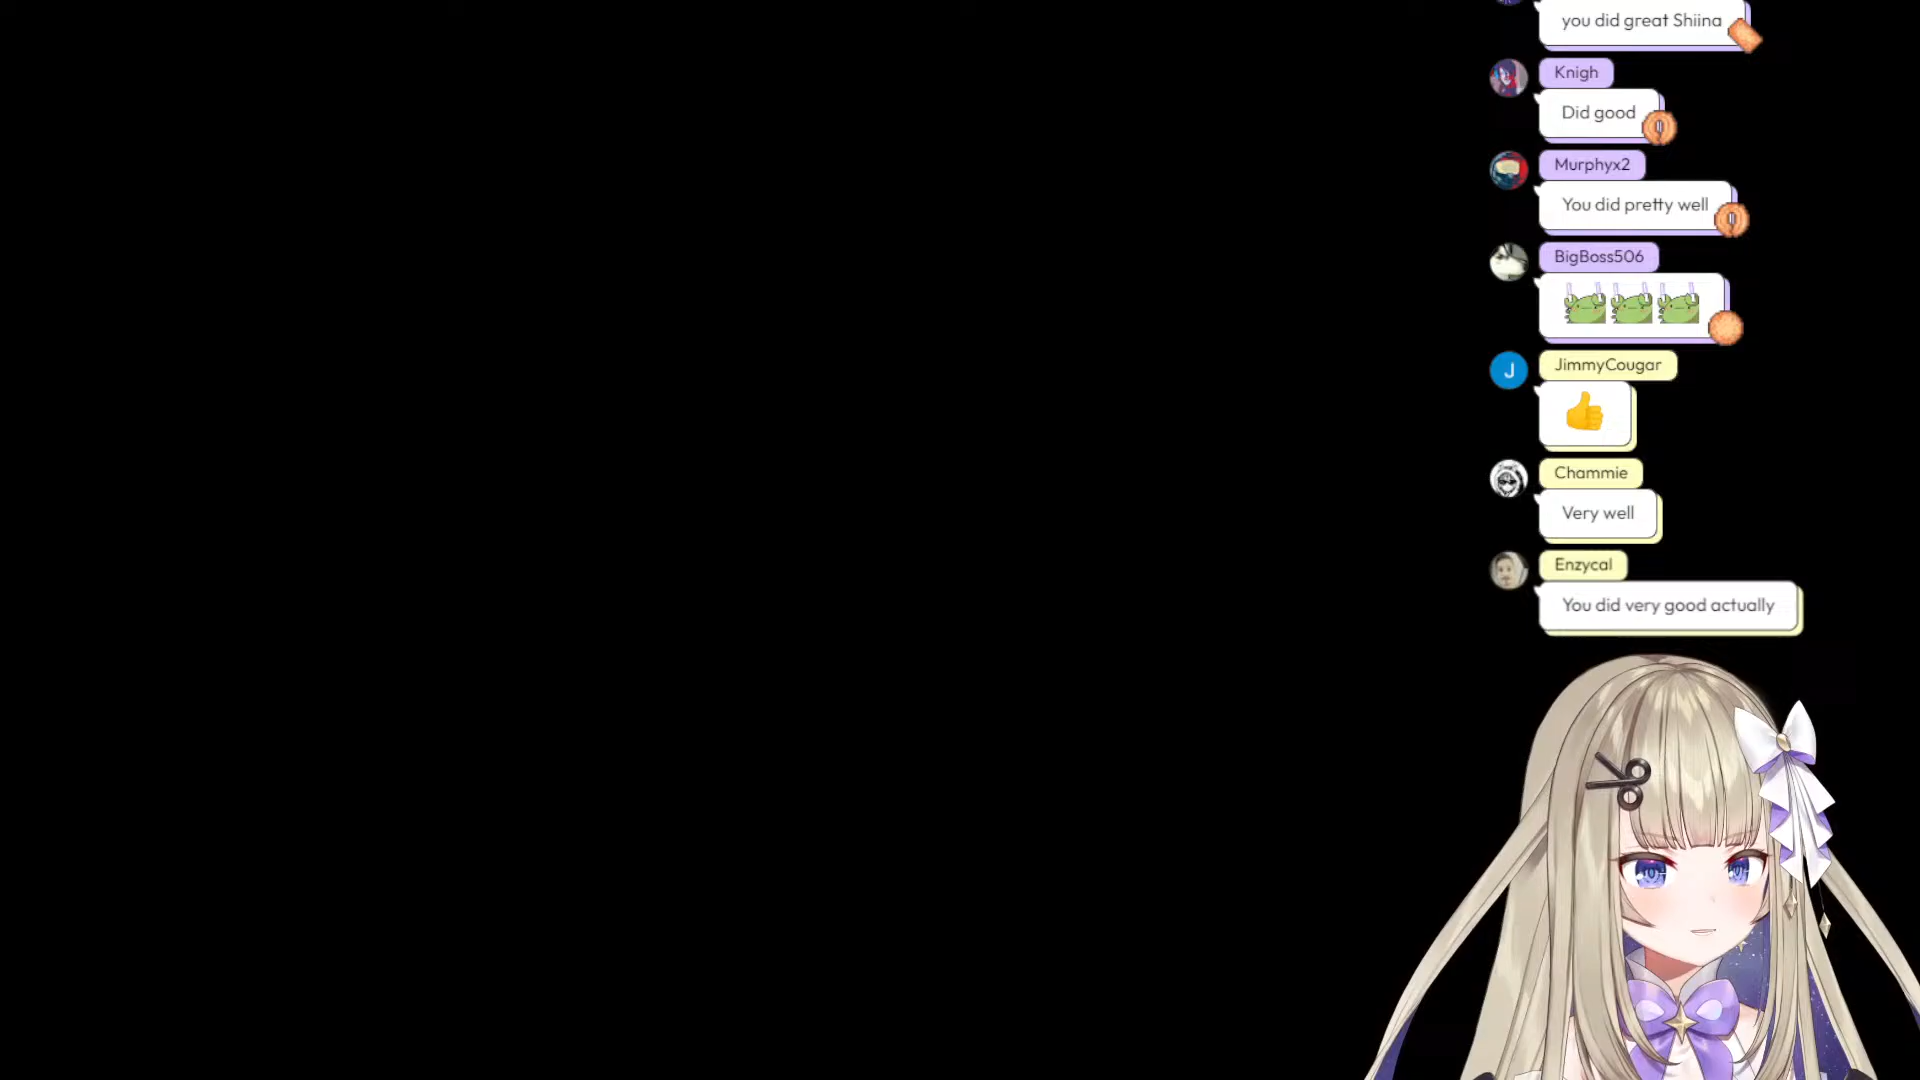 you did great Shiina
Knigh
Did good
Murphyx2
You did pretty well
BigBoss506
JimmyCougar
J
Chammie
Very well
Enzycal
You did very good actually